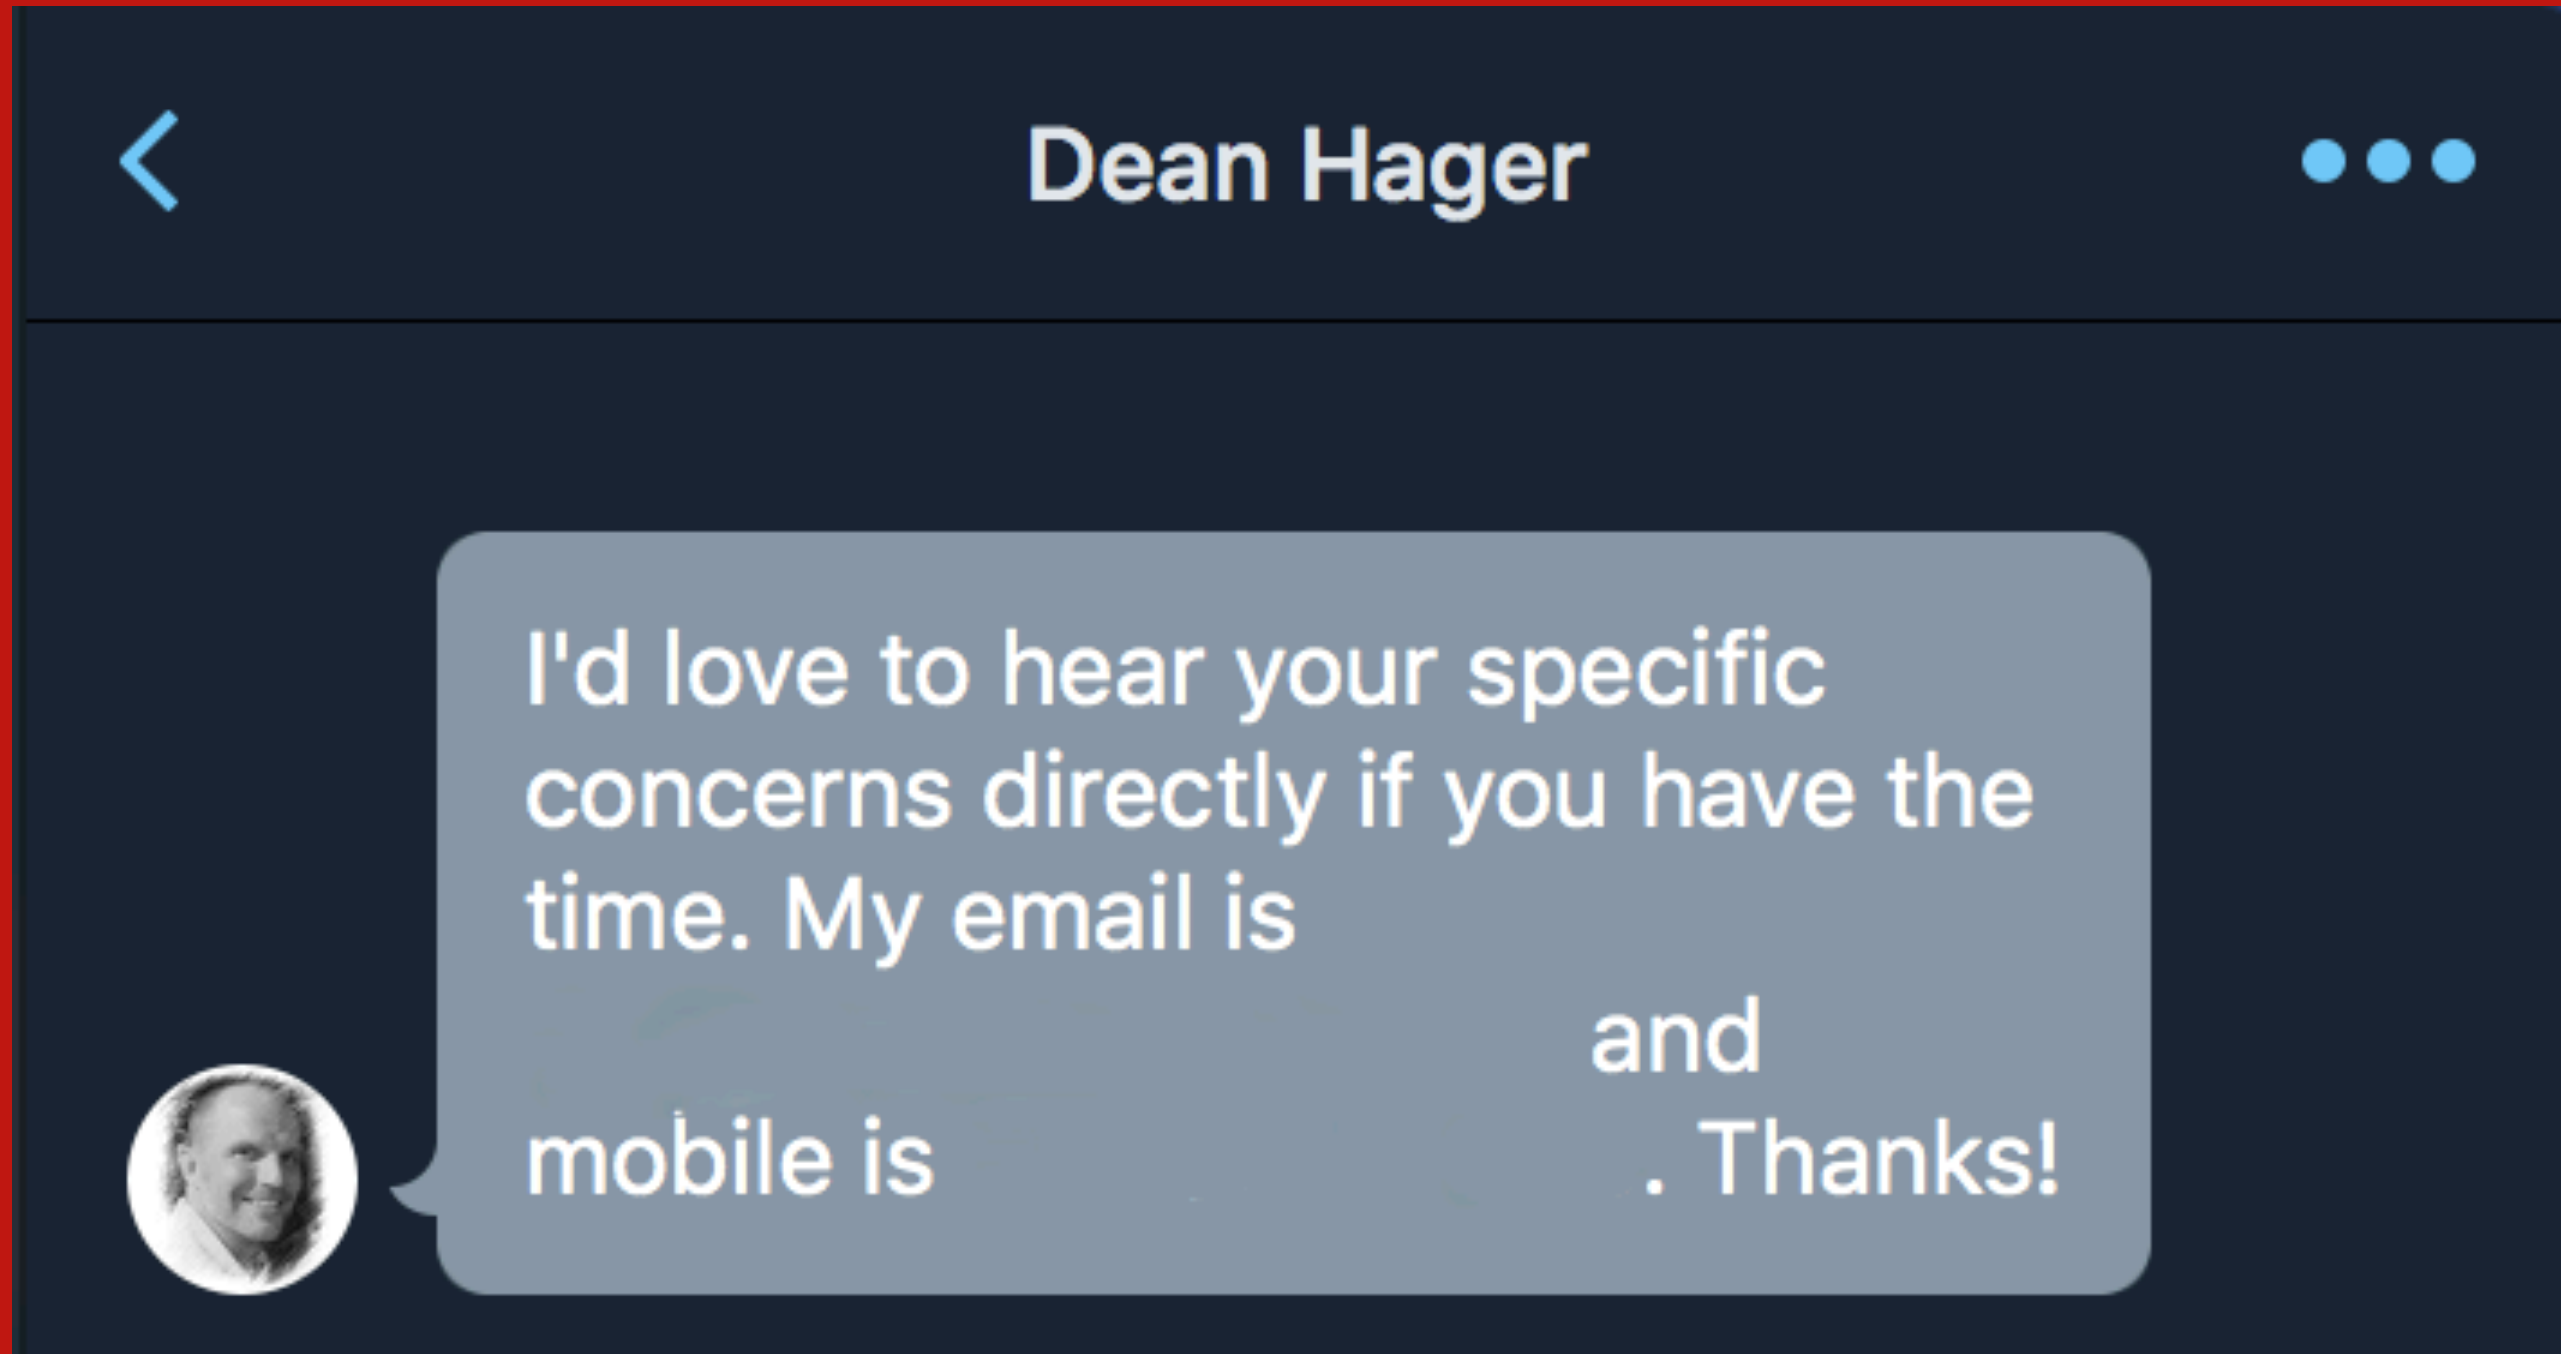 Dean Hager
I'd love to hear your specific
concerns directly if you have the
time. My email is
and
mobile is . Thanks!